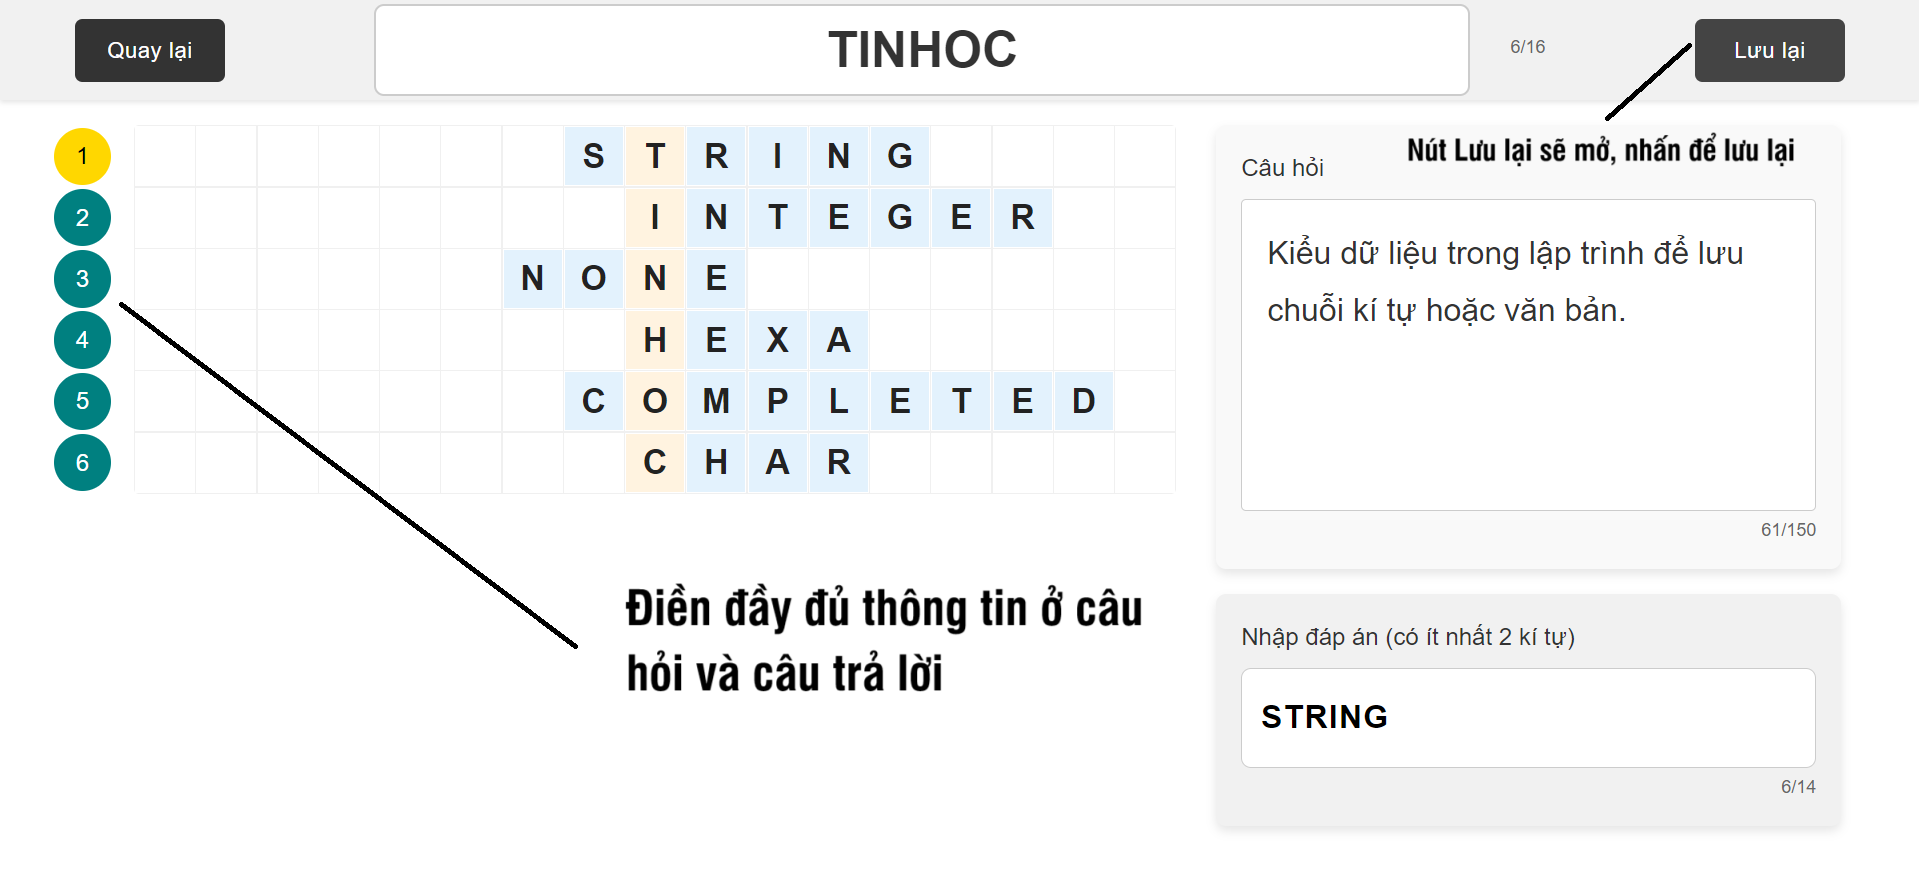 Quay lại
TINHOC
6/16
Lưu lại
Nút Lưu lại sẽ mở, nhấn để lưu lại
1
S T R I N G
2
I N T E G E R
3
N O N E
4
H E X A
5
C O M P L E T E D
6
C H A R
Điền đầy đủ thông tin ở câu
hỏi và câu trả lời
Câu hỏi
Kiểu dữ liệu trong lập trình để lưu
chuỗi kí tự hoặc văn bản.
61/150
Nhập đáp án (có ít nhất 2 kí tự)
STRING
6/14